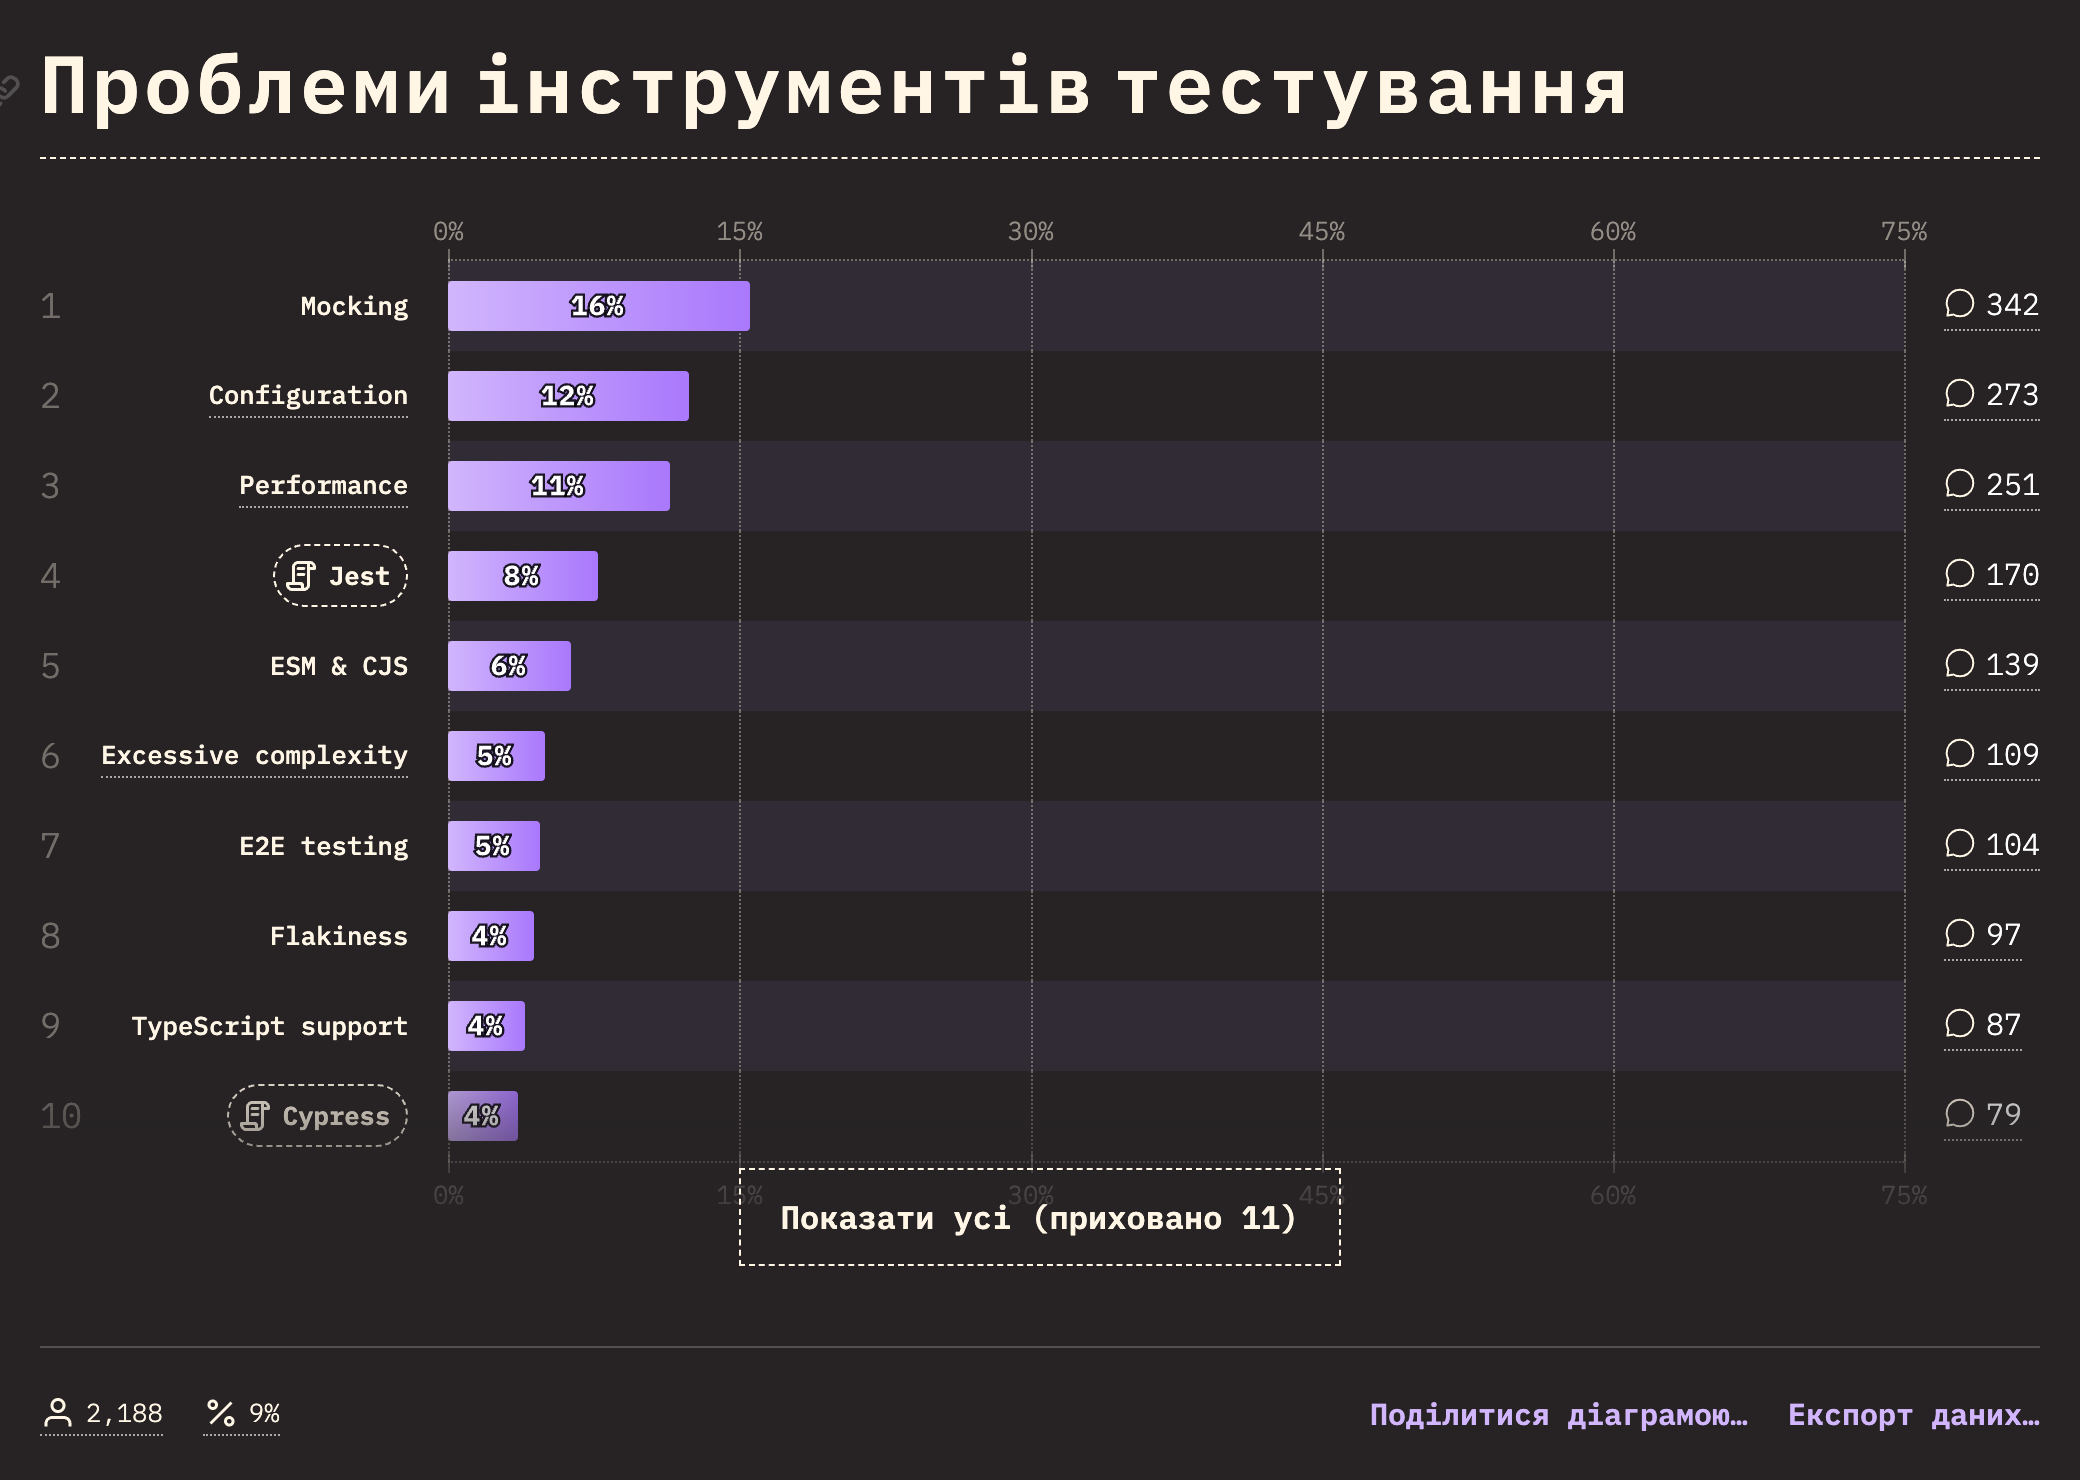 Проблеми інструментів тестування
0% 15% 30% 45% 60% 75%
1 Mocking 16% 342
2 Configuration 12% 273
3 Performance 11% 251
4 Jest 8% 170
5 ESM & CJS 6% 139
6 Excessive complexity 5% 109
7 E2E testing 5% 104
8 Flakiness 4% 97
9 TypeScript support 4% 87
10 Cypress 4% 79
0% 15% 30% 45% 60% 75%
Показати усі (приховано 11)
2,188 9% Поділитися діаграмою… Експорт даних…